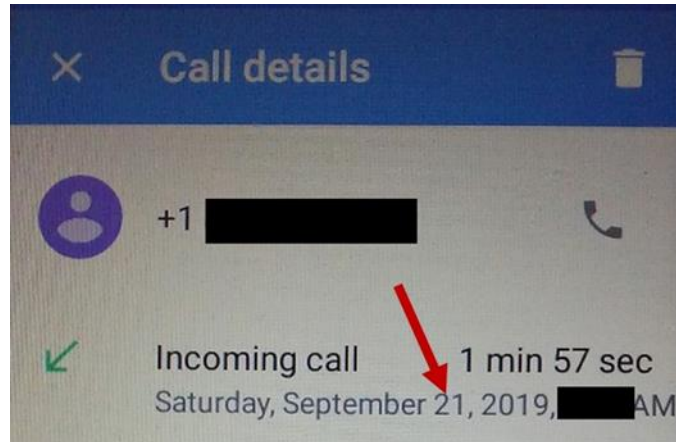 Call details
+1
Incoming call 1 min 57 sec
Saturday, September 21, 2019, AM